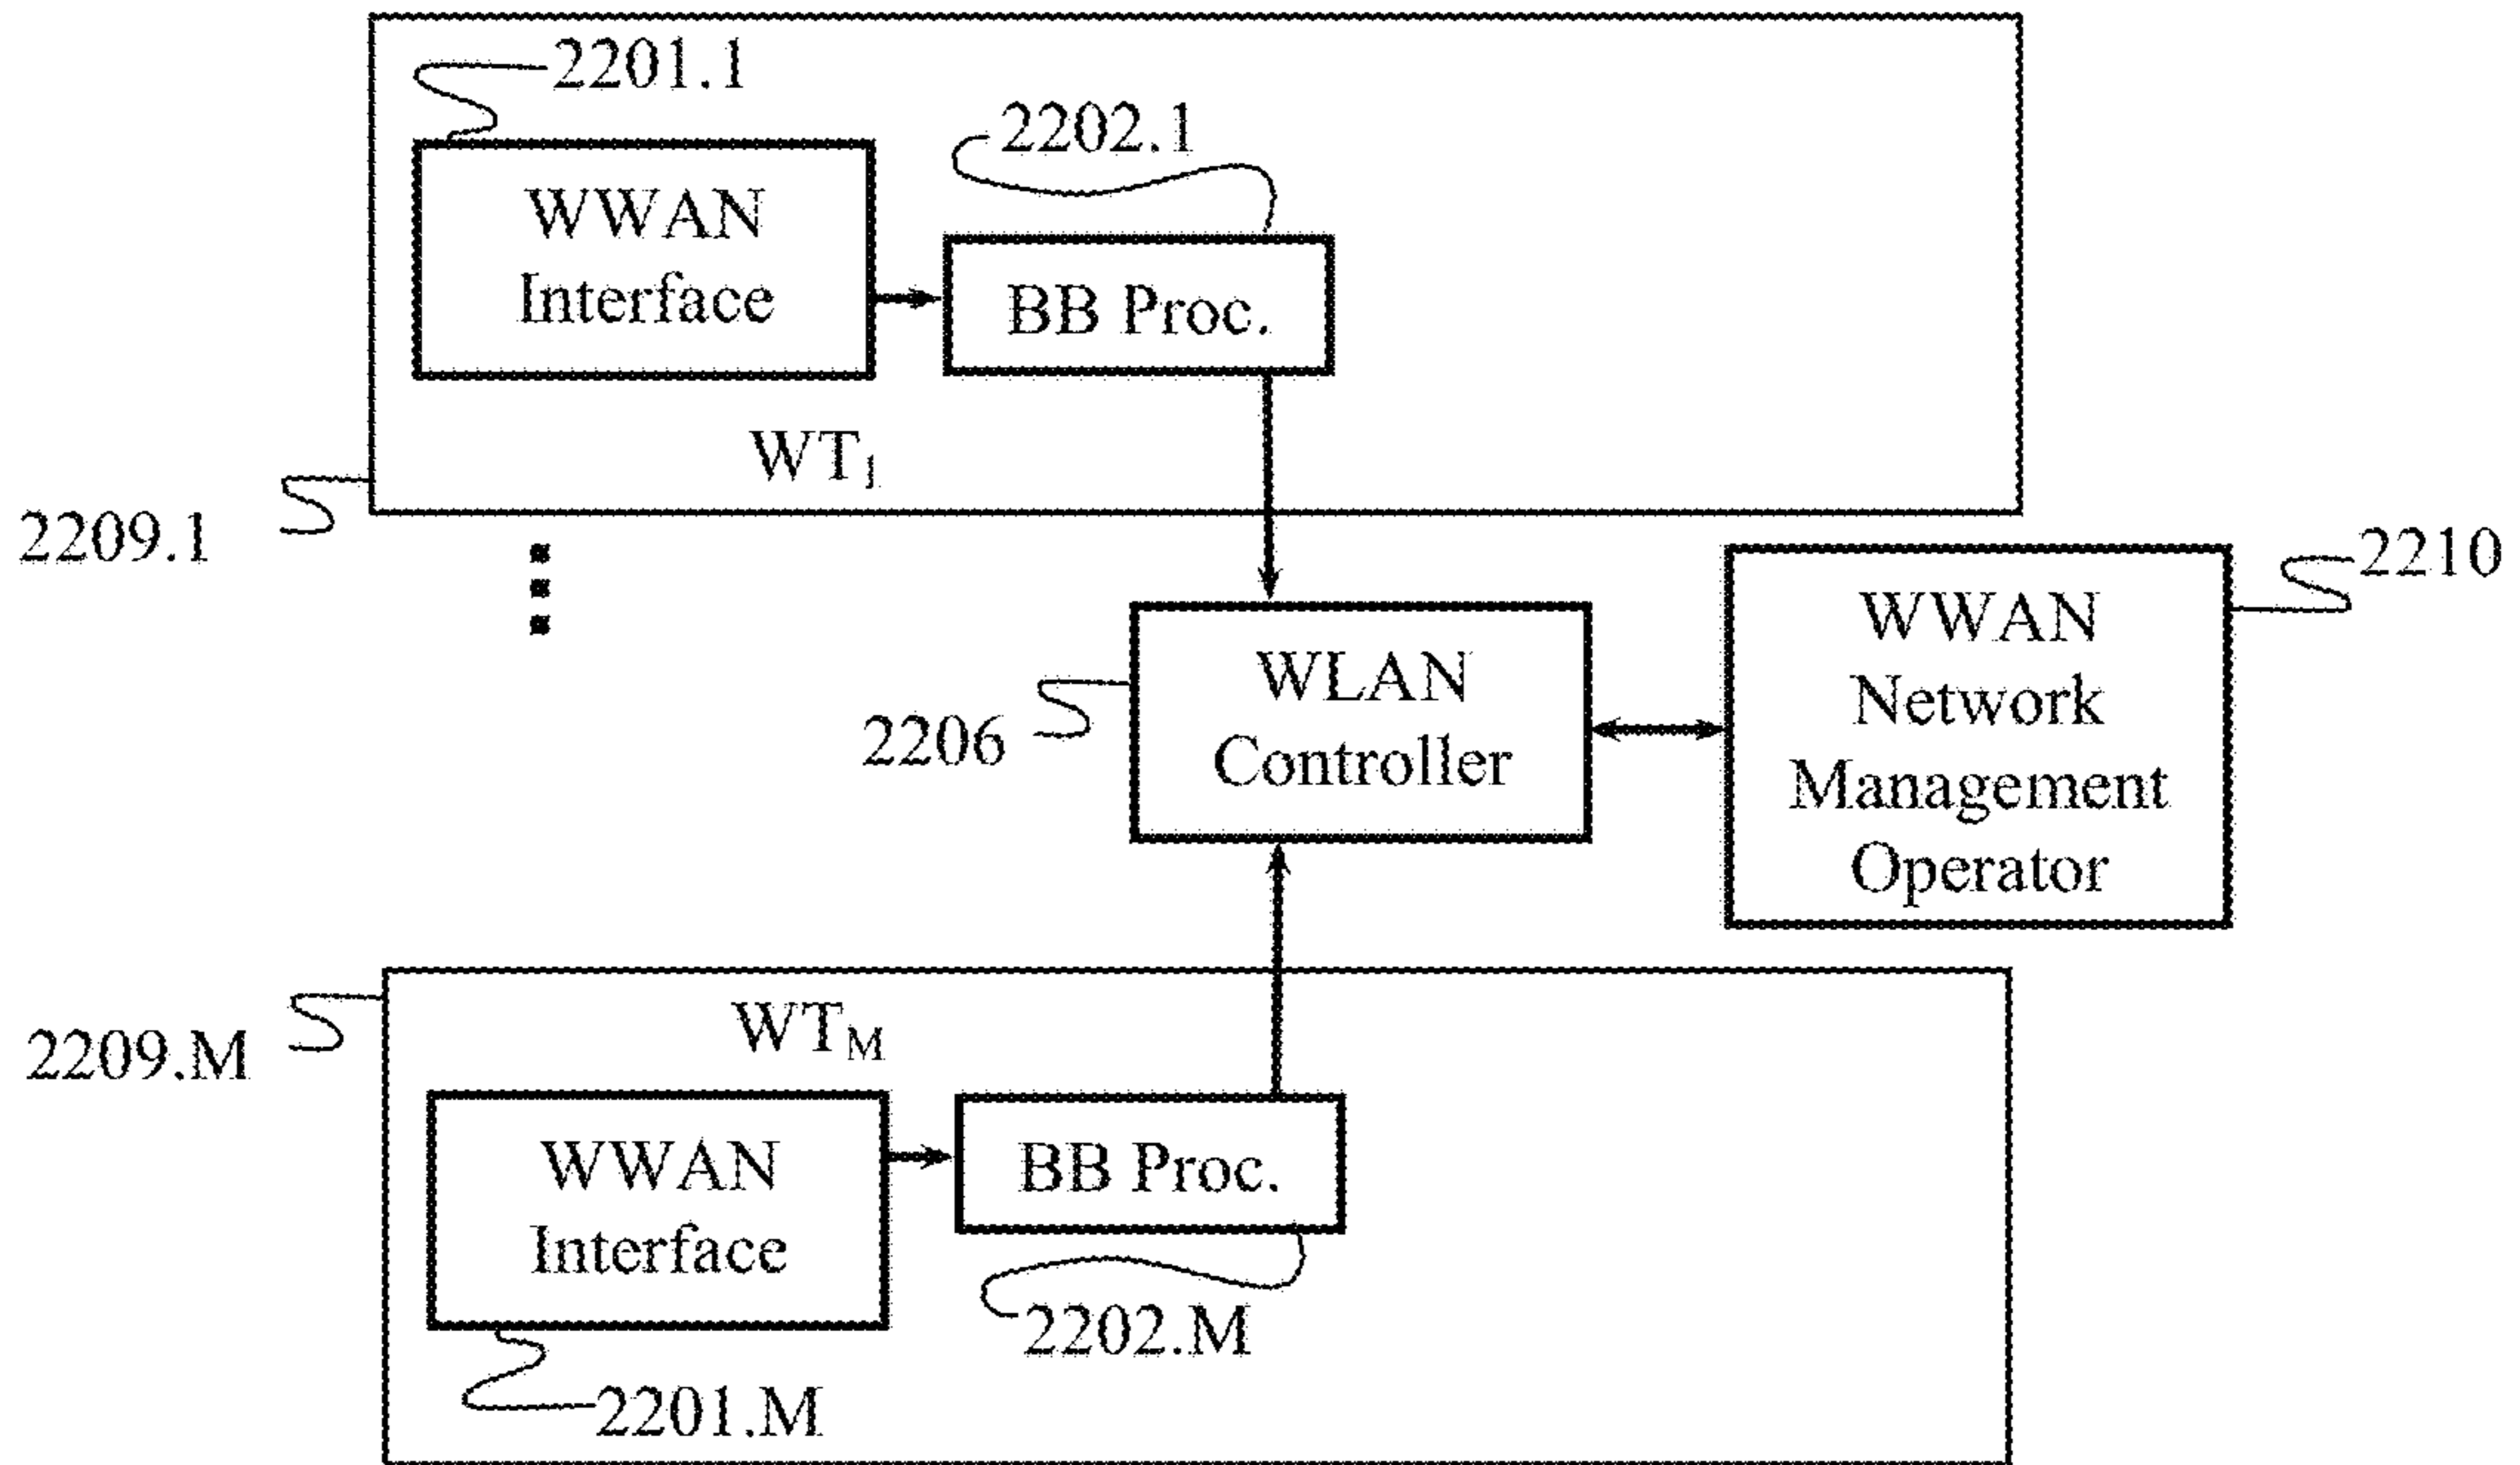 2201.1
2202.1
WWAN
Interface
BB Proc.
WT1
2209.1
2210
WWAN
Network
Management
Operator
WLAN
Controller
2206
WTM
2209.M
WWAN
Interface
BB Proc.
2202.M
2201.M